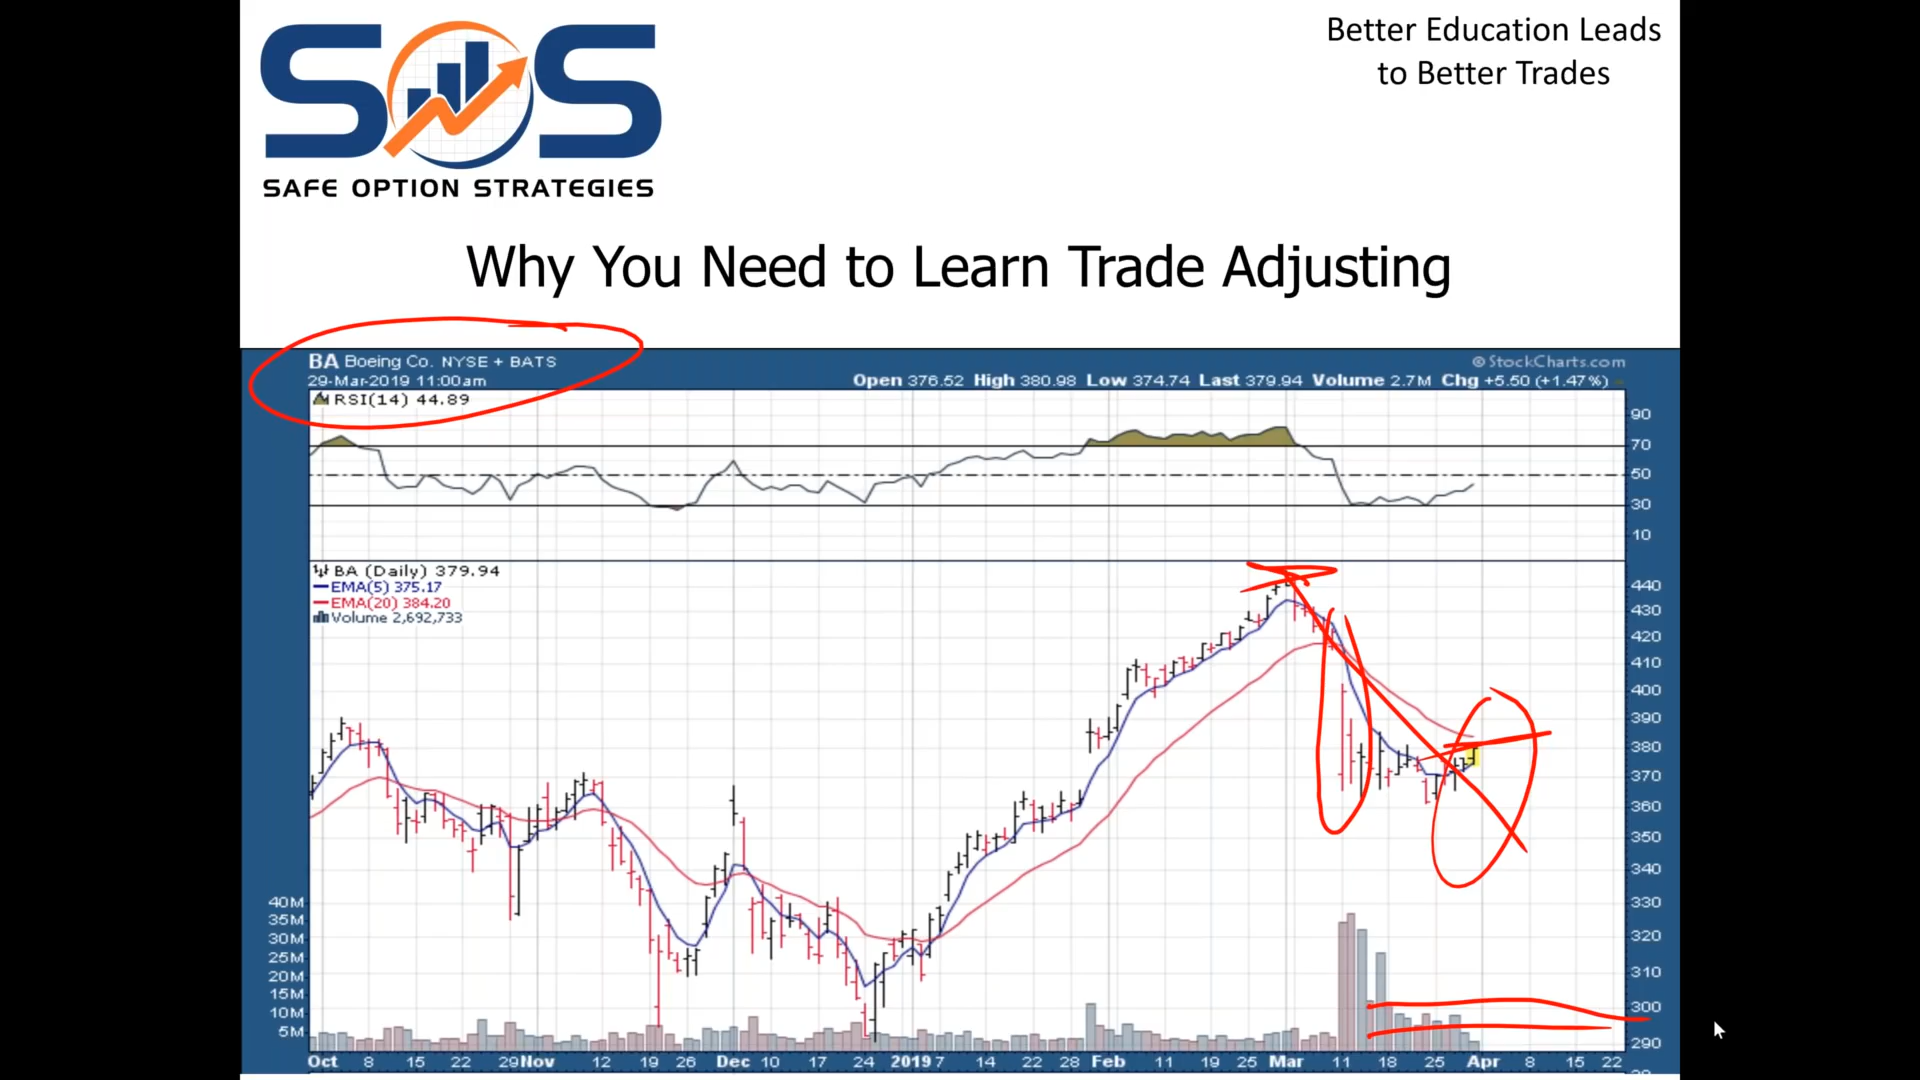 SOS
SAFE OPTION STRATEGIES
Better Education Leads
to Better Trades
Why You Need to Learn Trade Adjusting
BA Boeing Co. NYSE + BATS
© StockCharts.com
29-Mar-2019 11:00am
Open 376.52 High 380.98 Low 374.74 Last 379.94 Volume 2.7M Chg +5.50 (+1.47%)
RSI(14) 44.89
90
70
50
30
10
BA (Daily) 379.94
EMA(5) 375.17
EMA(20) 384.20
Volume 2,692,733
440
430
420
410
400
390
380
370
360
350
340
330
320
310
300
290
40M
35M
30M
25M
20M
15M
10M
5M
Oct 8 15 22 29 Nov 12 19 26 Dec 10 17 24 2019 7 14 22 28 Feb 11 19 25 Mar 11 18 25 Apr 8 15 22